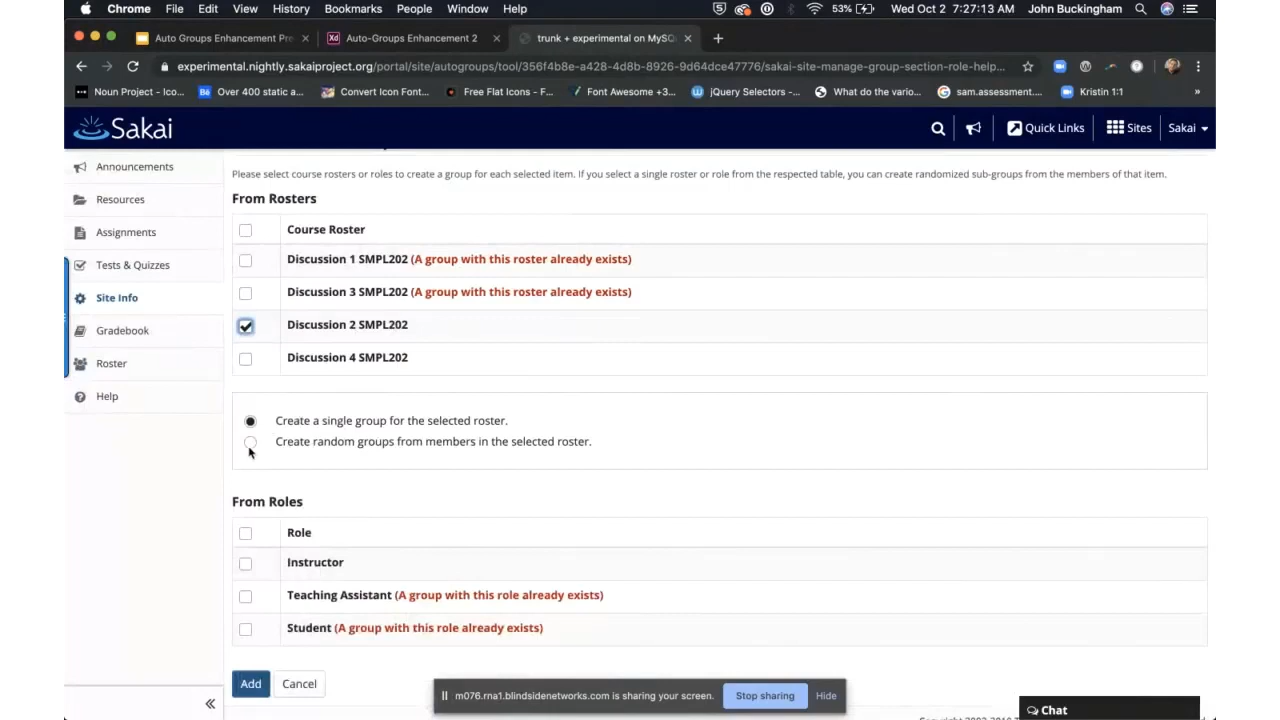 Chrome File Edit View History Bookmarks People Window Help 53% Wed Oct 2 7:27:13 AM John Buckingham
Auto Groups Enhancement Pre Auto-Groups Enhancement 2 trunk + experimental on MySQ
experimental.nightly.sakaiproject.org/portal/site/autogroups/tool/356f4b8e-a428-4d8b-8926-9d64dce47776/sakai-site-manage-group-section-role-help...
Noun Project - Ico... Over 400 static a... Convert Icon Font... Free Flat Icons - F... Font Awesome +3... jQuery Selectors -... What do the vario... sam.assessment.... Kristin 1:1 »
Sakai Quick Links Sites Sakai
Announcements
Resources
Assignments
Tests & Quizzes
Site Info
Gradebook
Roster
Help
Please select course rosters or roles to create a group for each selected item. If you select a single roster or role from the respected table, you can create randomized sub-groups from the members of that item.
From Rosters
Course Roster
Discussion 1 SMPL202 (A group with this roster already exists)
Discussion 3 SMPL202 (A group with this roster already exists)
Discussion 2 SMPL202
Discussion 4 SMPL202
Create a single group for the selected roster.
Create random groups from members in the selected roster.
From Roles
Role
Instructor
Teaching Assistant (A group with this role already exists)
Student (A group with this role already exists)
Add Cancel
m076.rna1.blindsidenetworks.com is sharing your screen. Stop sharing Hide
Chat